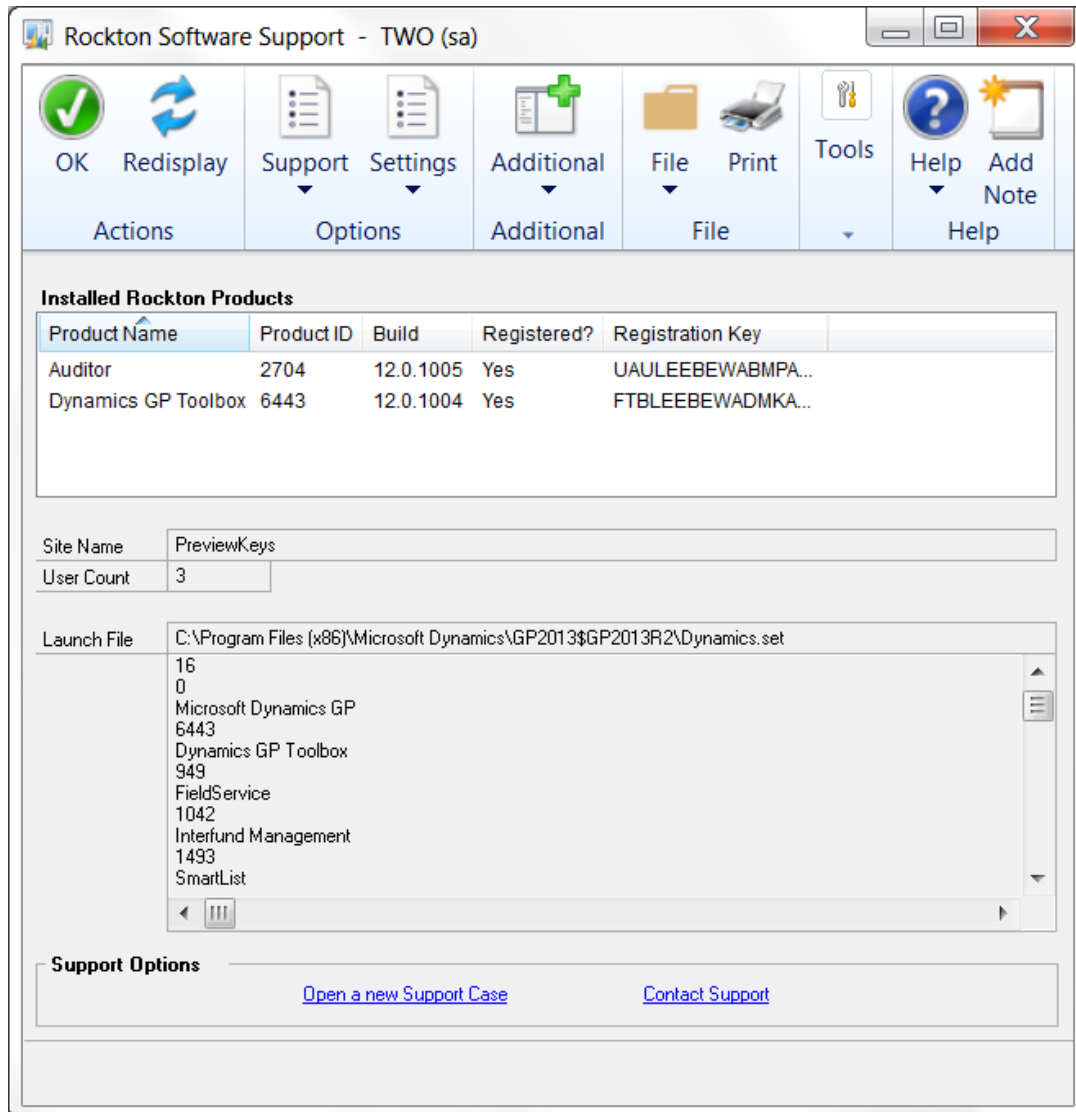 Rockton Software Support - TWO (sa)
OK Redisplay Support Settings Additional File Print Tools Help Add Note
Actions Options Additional File Help
Installed Rockton Products
Product Name Product ID Build Registered? Registration Key
Auditor 2704 12.0.1005 Yes UAULEEBEWABMPA...
Dynamics GP Toolbox 6443 12.0.1004 Yes FTBLEEBEWADMKA...
Site Name PreviewKeys
User Count 3
Launch File C:\Program Files (x86)\Microsoft Dynamics\GP2013$GP2013R2\Dynamics.set
16
0
Microsoft Dynamics GP
6443
Dynamics GP Toolbox
949
FieldService
1042
Interfund Management
1493
SmartList
Support Options
Open a new Support Case Contact Support